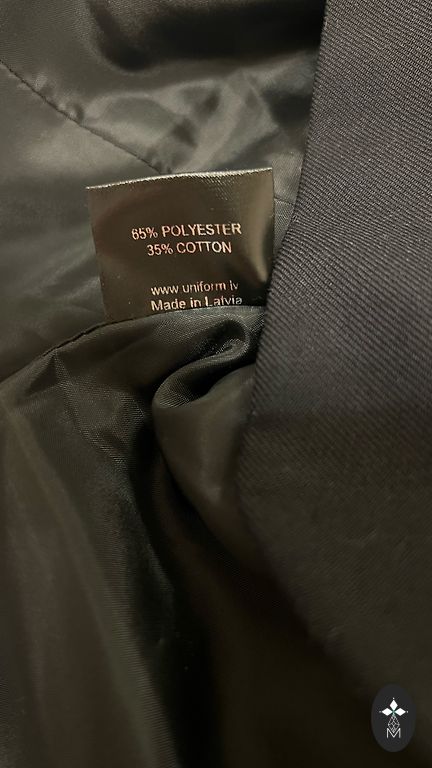 65% POLYESTER
35% COTTON
www uniform lv
Made in Latvia
M